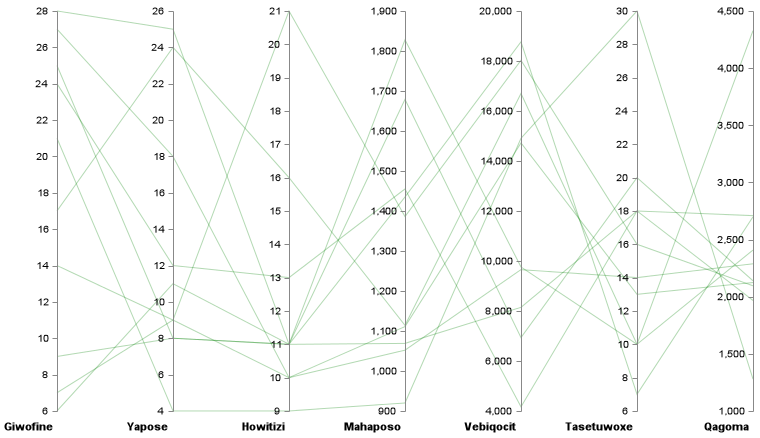 28 26 21 1,900 20,000 30 4,500
26 24 20 1,800 18,000 28 4,000
24 22 19 1,700 16,000 26 3,500
22 20 18 1,600 14,000 24 3,000
20 18 17 1,500 12,000 22 2,500
18 16 16 1,400 10,000 20 2,000
16 14 15 1,300 8,000 18 1,500
14 12 14 1,200 6,000 16 1,000
12 10 13 1,100 4,000 14
10 8 12 1,000 12
8 6 11 900 10
6 4 10 8
9 6
Giwofine Yapose Howitizi Mahaposo Vebiqocit Tasetuwoxe Qagoma